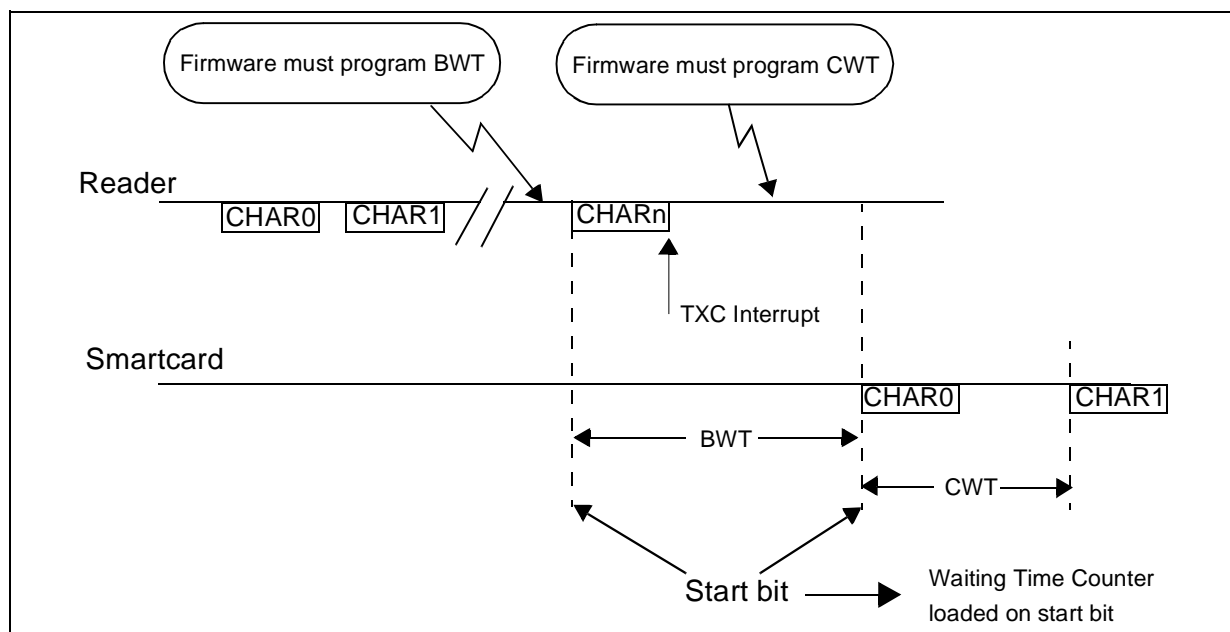 Firmware must program BWT
Firmware must program CWT
Reader
CHAR0
CHAR1
CHARn
TXC Interrupt
Smartcard
CHAR0
CHAR1
BWT
CWT
Start bit
Waiting Time Counter
loaded on start bit